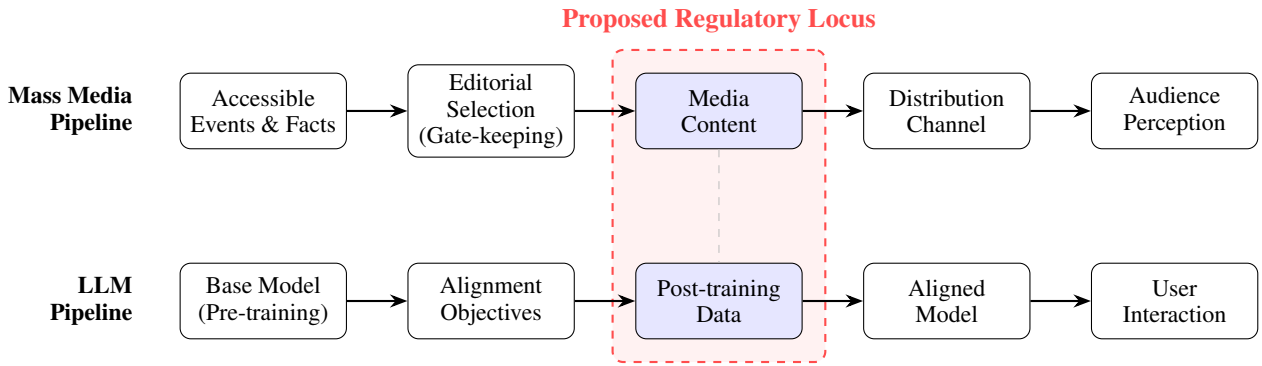 Proposed Regulatory Locus
Mass Media
Pipeline
Accessible
Events & Facts
Editorial
Selection
(Gate-keeping)
Media
Content
Distribution
Channel
Audience
Perception
LLM
Pipeline
Base Model
(Pre-training)
Alignment
Objectives
Post-training
Data
Aligned
Model
User
Interaction